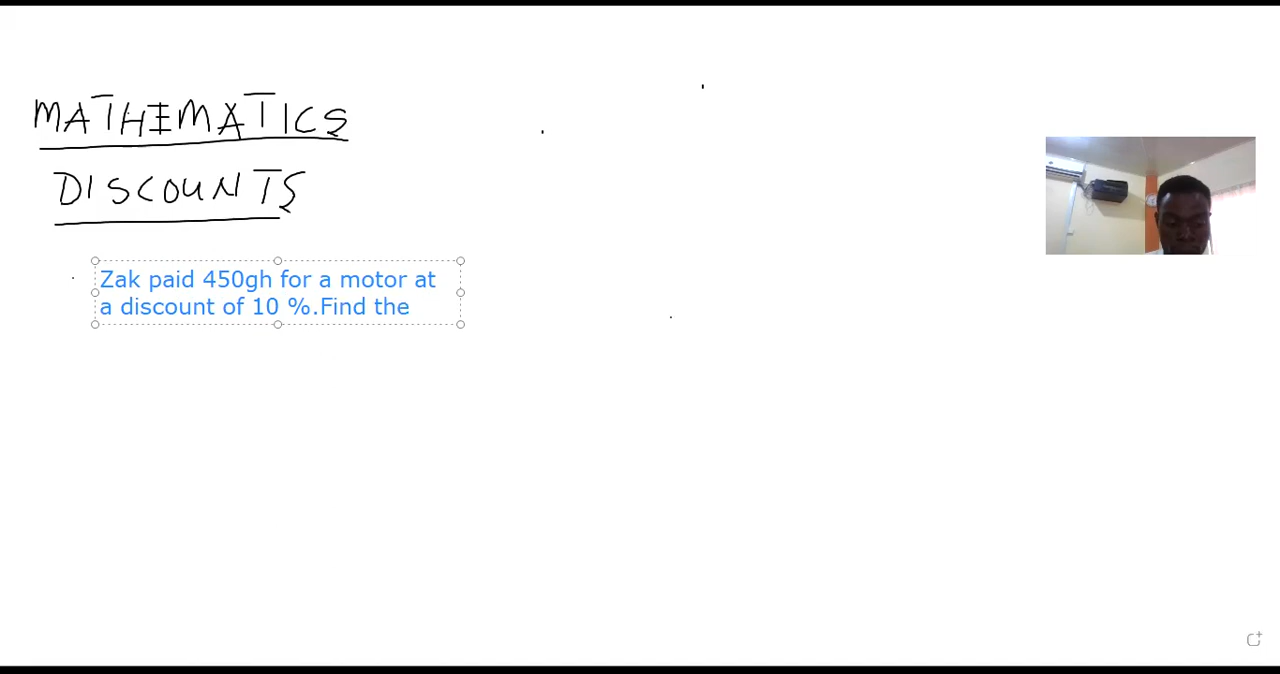 MATHEMATICS
DISCOUNTS
Zak paid 450gh for a motor at
a discount of 10 %.Find the